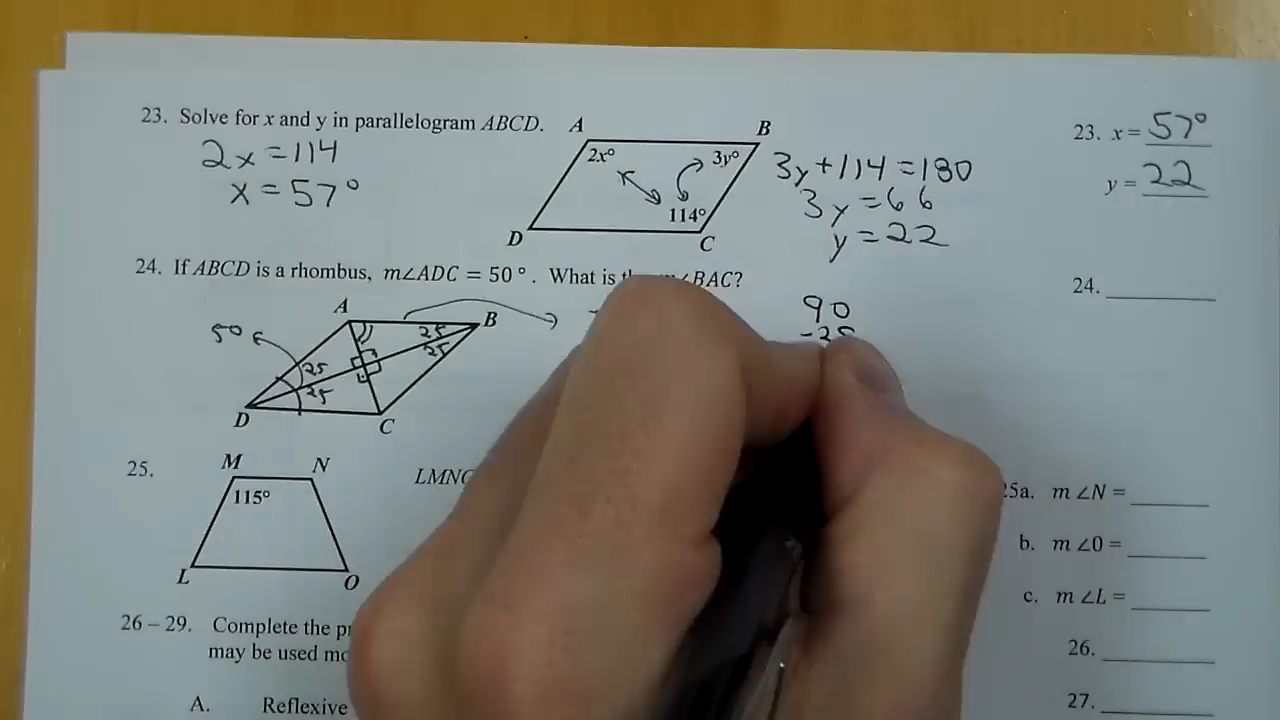 23. Solve for x and y in parallelogram ABCD.
2x = 114
x = 57°
A
B
D
C
2x°
3y°
114°
3y + 114 = 180
3y = 66
y = 22
23. x = 57°
y = 22
24. If ABCD is a rhombus, m∠ADC = 50°. What is ∠BAC?
24.
A
B
D
C
50
25
25
25
25
90
25.
M
N
L
O
115°
LMNO
25a. m∠N =
b. m∠0 =
c. m∠L =
26 – 29. Complete the
may be used
26.
A. Reflexive
27.